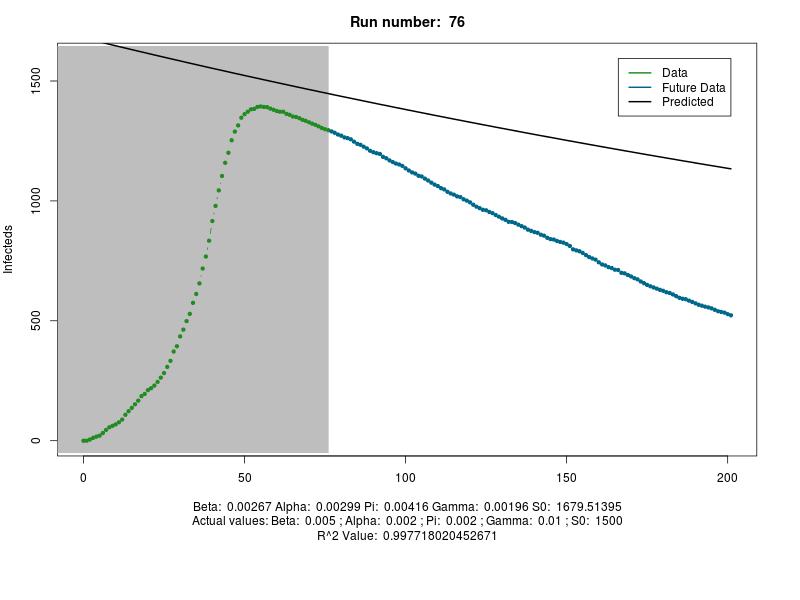 Run number:  76
Infecteds
1500
1000
500
0
Data
Future Data
Predicted
0 50 100 150 200
Beta:  0.00267 Alpha:  0.00299 Pi:  0.00416 Gamma:  0.00196 S0:  1679.51395
Actual values: Beta:  0.005 ; Alpha:  0.002 ; Pi:  0.002 ; Gamma:  0.01 ; S0:  1500
R^2 Value:  0.997718020452671